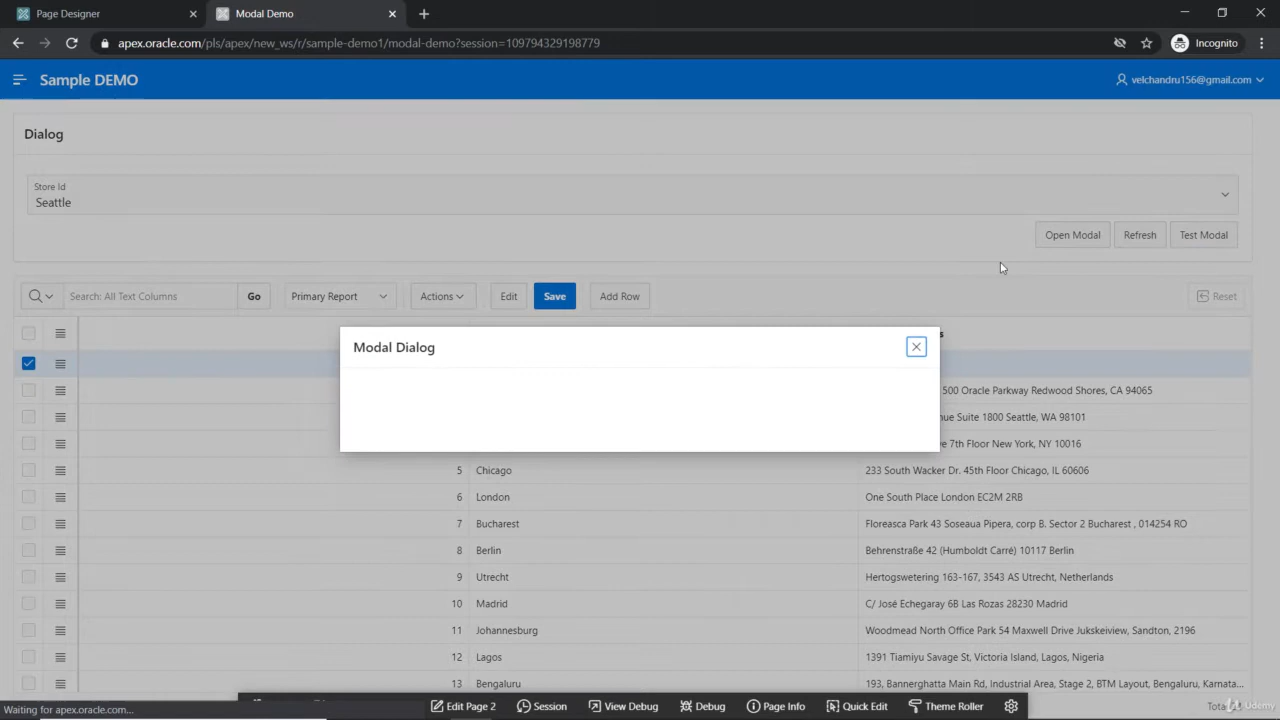 Page Designer
Modal Demo
apex.oracle.com/pls/apex/new_ws/r/sample-demo1/modal-demo?session=109794329198779
Incognito
Sample DEMO
velchandru156@gmail.com
Dialog
Store Id
Seattle
Open Modal Refresh Test Modal
Search: All Text Columns Go Primary Report Actions Edit Save Add Row Reset
Modal Dialog
500 Oracle Parkway Redwood Shores, CA 94065
nue Suite 1800 Seattle, WA 98101
e 7th Floor New York, NY 10016
5 Chicago 233 South Wacker Dr. 45th Floor Chicago, IL 60606
6 London One South Place London EC2M 2RB
7 Bucharest Floreasca Park 43 Soseaua Pipera, corp B. Sector 2 Bucharest , 014254 RO
8 Berlin Behrenstraße 42 (Humboldt Carré) 10117 Berlin
9 Utrecht Hertogswetering 163-167, 3543 AS Utrecht, Netherlands
10 Madrid C/ José Echegaray 6B Las Rozas 28230 Madrid
11 Johannesburg Woodmead North Office Park 54 Maxwell Drive Jukskeiview, Sandton, 2196
12 Lagos 1391 Tiamiyu Savage St, Victoria Island, Lagos, Nigeria
13 Bengaluru 193, Bannerghatta Main Rd, Industrial Area, Stage 2, BTM Layout, Bengaluru, Karnata...
Waiting for apex.oracle.com...
Edit Page 2 Session View Debug Debug Page Info Quick Edit Theme Roller
Udemy